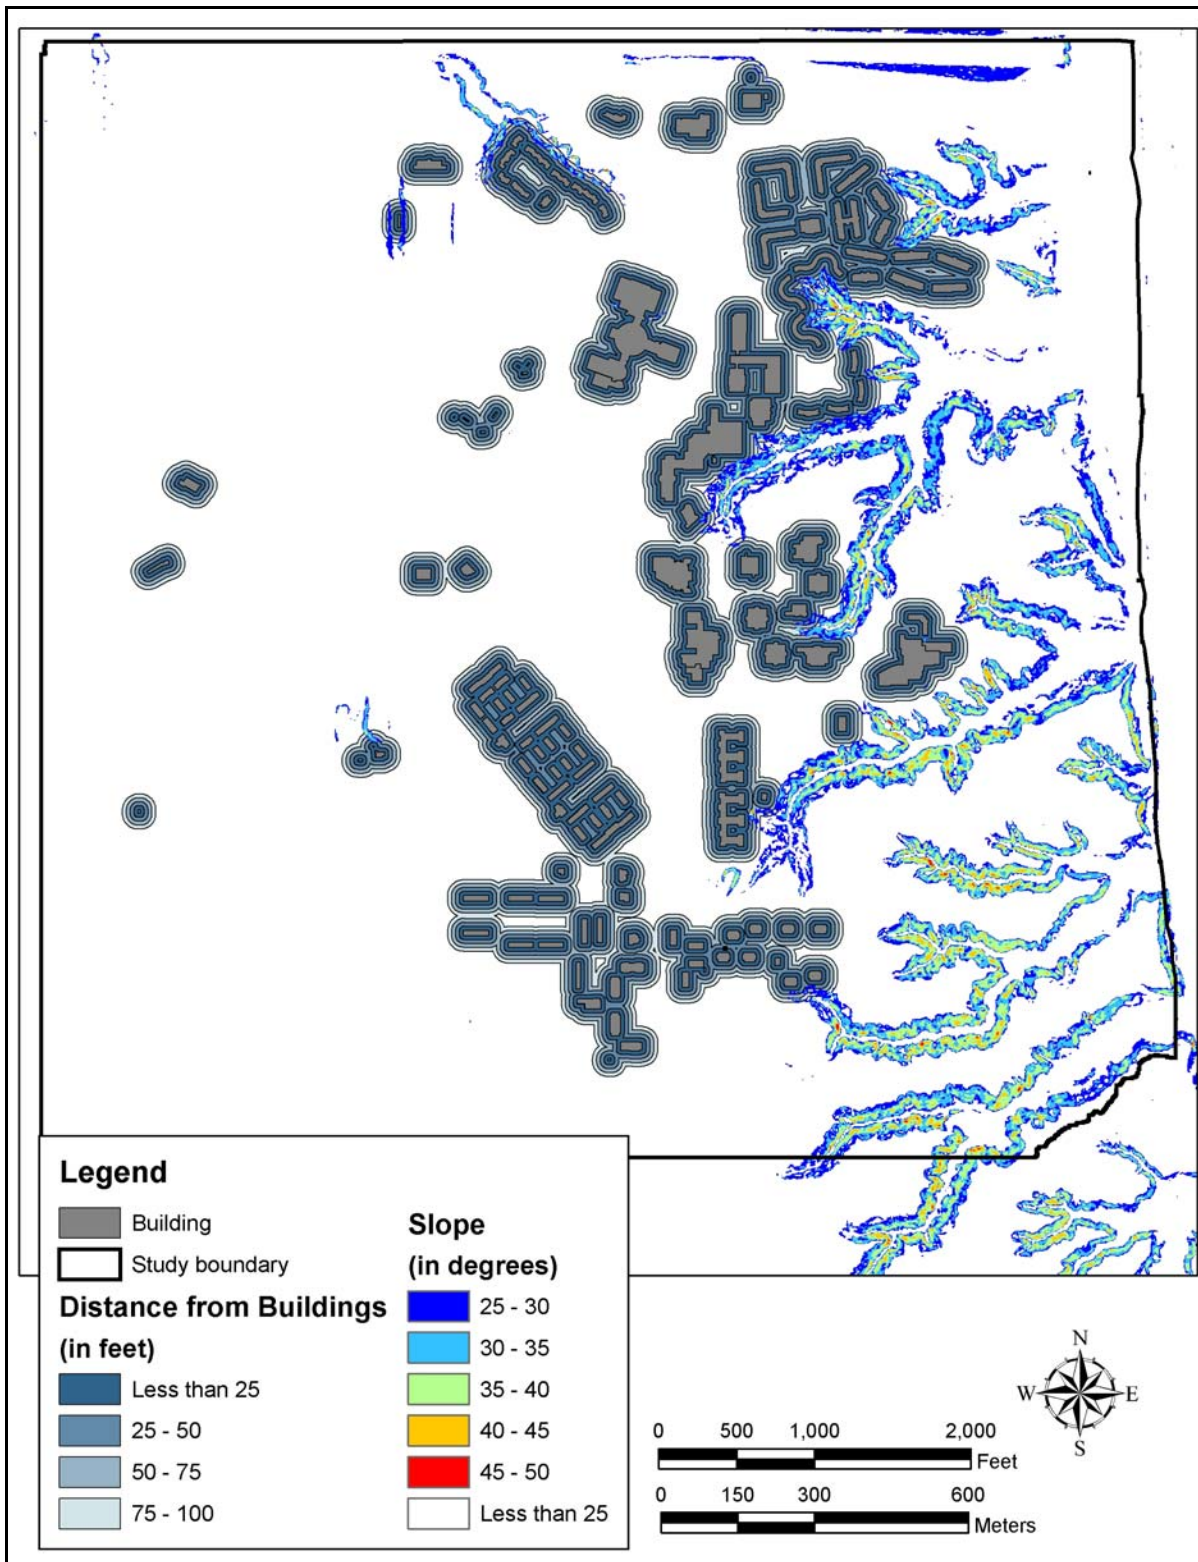 Legend
Building
Study boundary
Distance from Buildings
(in feet)
Less than 25
25 - 50
50 - 75
75 - 100
Slope
(in degrees)
25 - 30
30 - 35
35 - 40
40 - 45
45 - 50
Less than 25
N
W E
S
0 500 1,000 2,000
Feet
0 150 300 600
Meters